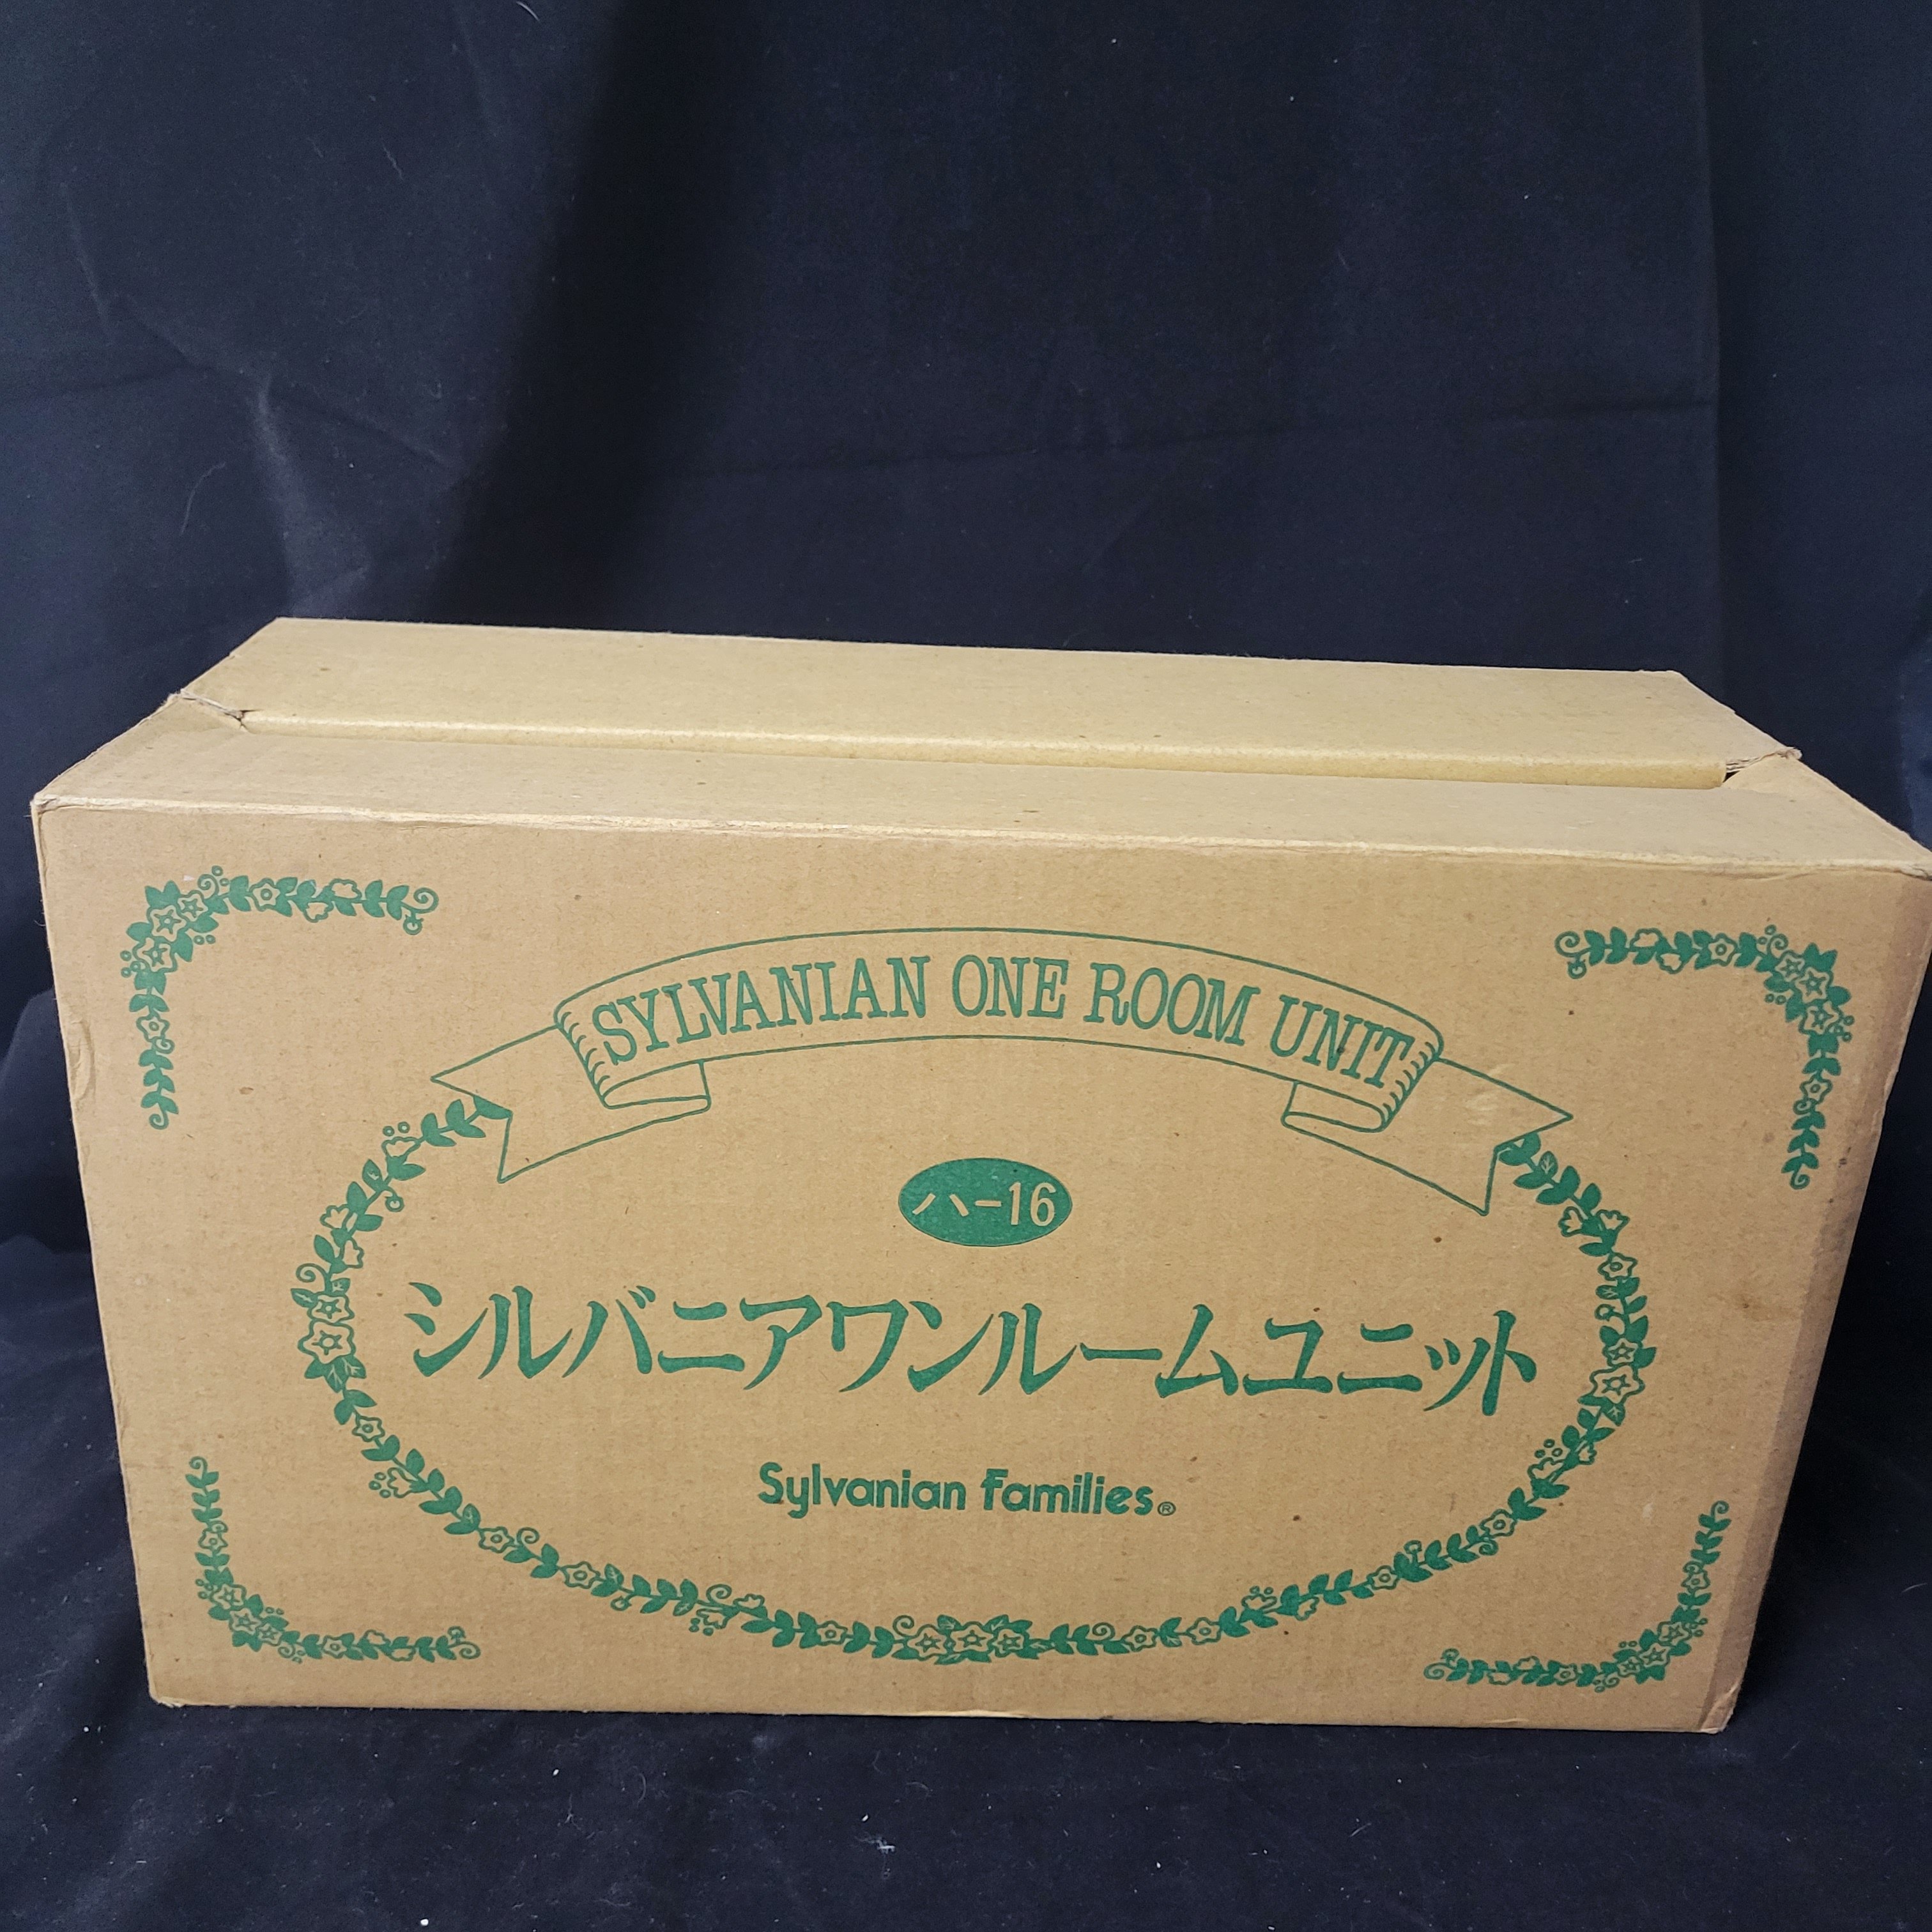 SYLVANIAN ONE ROOM UNIT
ハ-16
シルバニアワンルームユニット
Sylvanian Families®